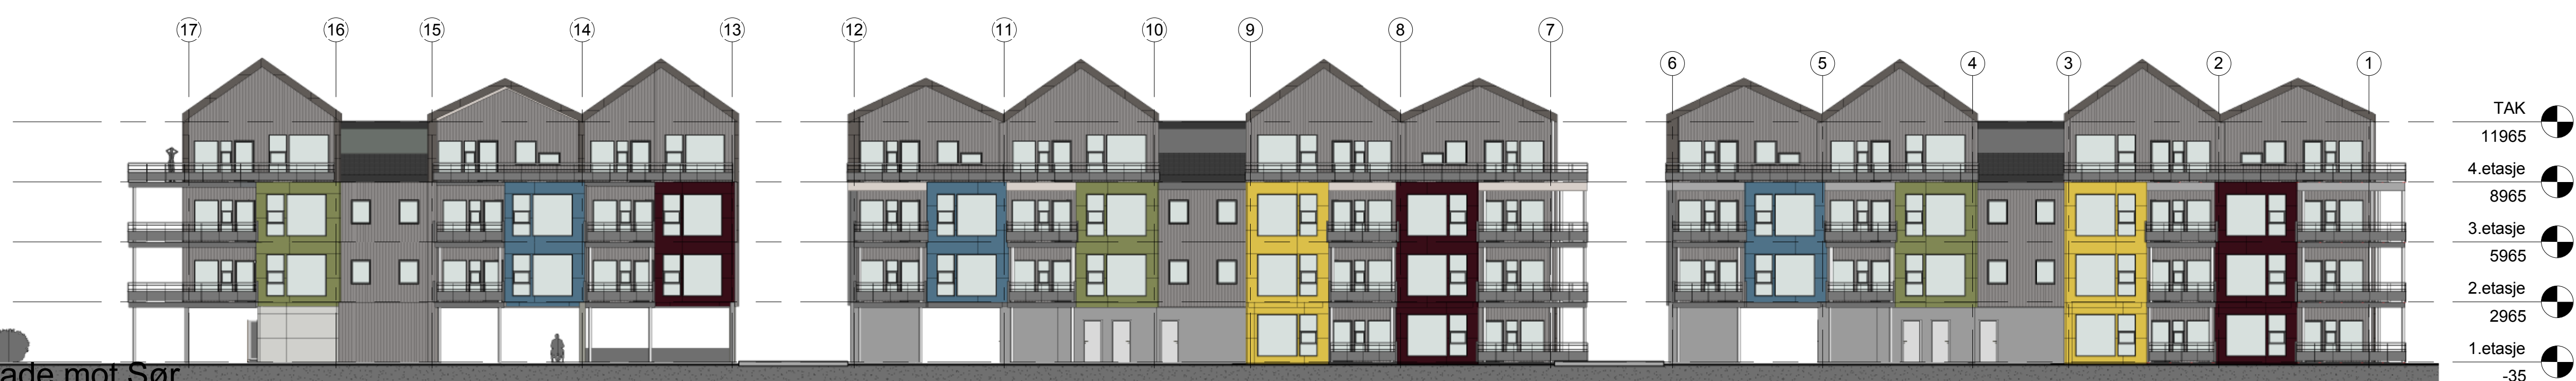 17 16 15 14 13 12 11 10 9 8 7
6 5 4 3 2 1
TAK
11965
4.etasje
8965
3.etasje
5965
2.etasje
2965
1.etasje
-35
ade mot Sør